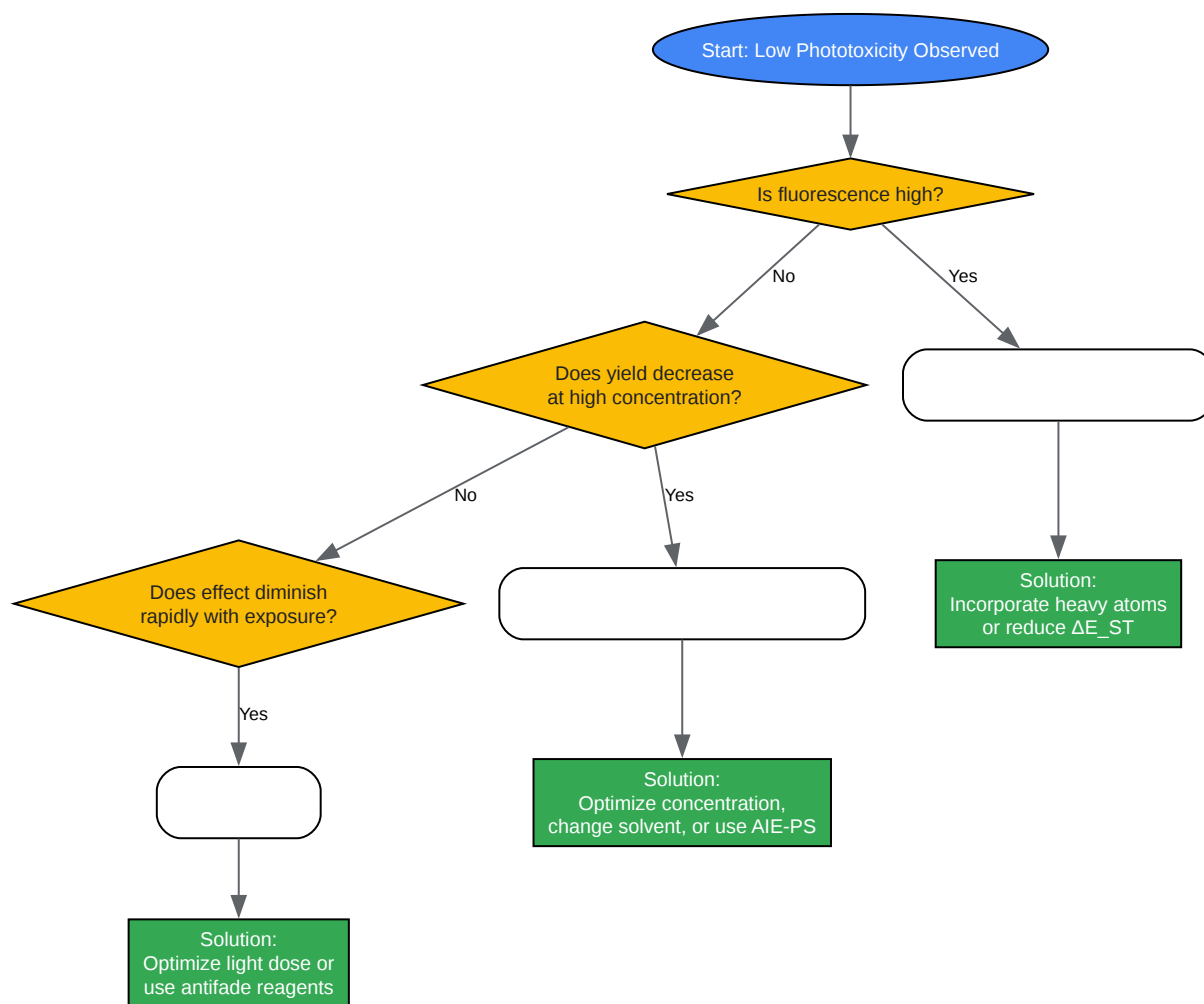 Start: Low Phototoxicity Observed
Is fluorescence high?
No
Yes
Does yield decrease
at high concentration?
No
Yes
Does effect diminish
rapidly with exposure?
Solution:
Incorporate heavy atoms
or reduce ΔE_ST
Yes
Solution:
Optimize concentration,
change solvent, or use AIE-PS
Solution:
Optimize light dose or
use antifade reagents